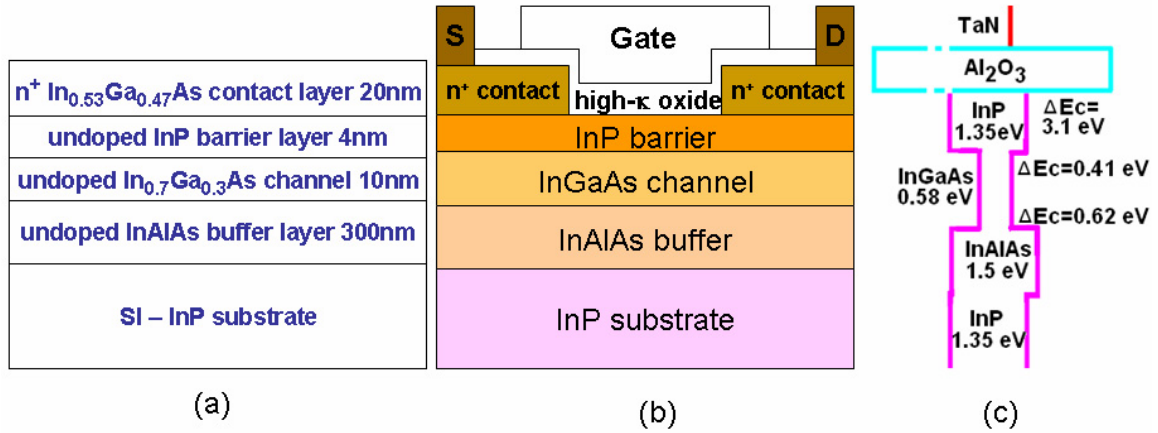 n⁺ In₀.₅₃Ga₀.₄₇As contact layer 20nm
undoped InP barrier layer 4nm
undoped In₀.₇Ga₀.₃As channel 10nm
undoped InAlAs buffer layer 300nm
SI – InP substrate
(a)
S
Gate
D
n⁺ contact
high-κ oxide
n⁺ contact
InP barrier
InGaAs channel
InAlAs buffer
InP substrate
(b)
TaN
Al₂O₃
InP
1.35eV
ΔEc=
3.1 eV
InGaAs
0.58 eV
ΔEc=0.41 eV
ΔEc=0.62 eV
InAlAs
1.5 eV
InP
1.35 eV
(c)